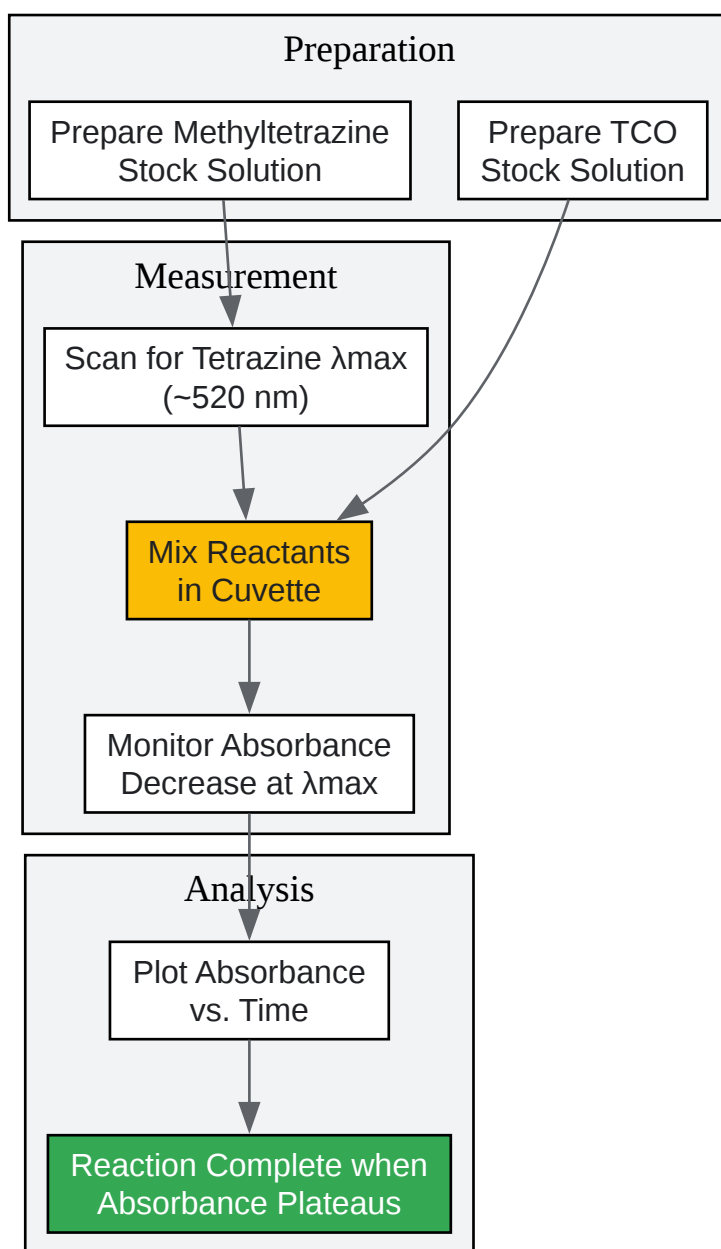 Preparation
Prepare Methyltetrazine
Stock Solution
Prepare TCO
Stock Solution
Measurement
Scan for Tetrazine λmax
(~520 nm)
Mix Reactants
in Cuvette
Monitor Absorbance
Decrease at λmax
Analysis
Plot Absorbance
vs. Time
Reaction Complete when
Absorbance Plateaus